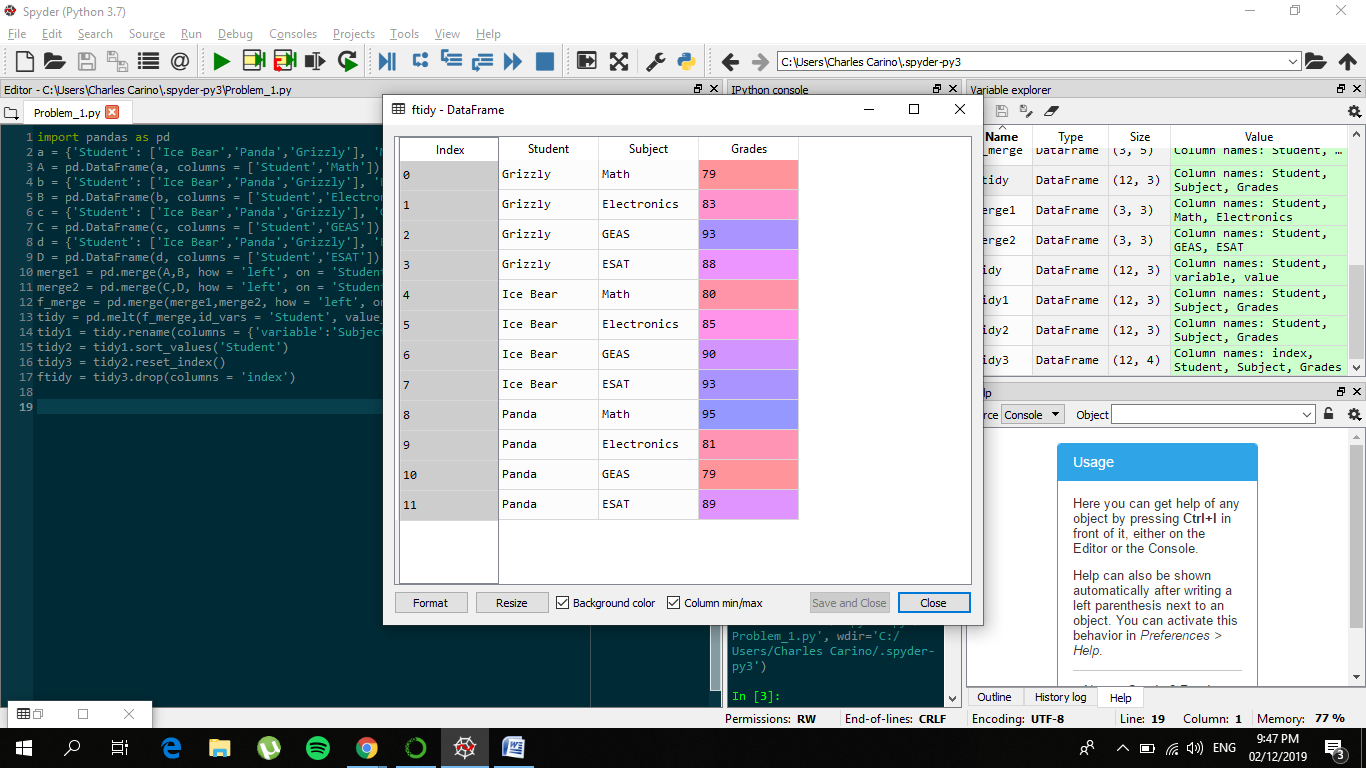 Spyder (Python 3.7)
File Edit Search Source Run Debug Consoles Projects Tools View Help
C:\Users\Charles Carino\.spyder-py3
Editor - C:\Users\Charles Carino\.spyder-py3\Problem_1.py
Problem_1.py
1 import pandas as pd
2 a = {'Student': ['Ice Bear','Panda','Grizzly'],
3 A = pd.DataFrame(a, columns = ['Student','Math'])
4 b = {'Student': ['Ice Bear','Panda','Grizzly'],
5 B = pd.DataFrame(b, columns = ['Student',
6 c = {'Student': ['Ice Bear','Panda','Grizzly'],
7 C = pd.DataFrame(c, columns = ['Student','GEAS'])
8 d = {'Student': ['Ice Bear','Panda','Grizzly'],
9 D = pd.DataFrame(d, columns = ['Student','ESAT'])
10 merge1 = pd.merge(A,B, how = 'left', on =
11 merge2 = pd.merge(C,D, how = 'left', on =
12 f_merge = pd.merge(merge1,merge2, how = 'left',
13 tidy = pd.melt(f_merge,id_vars = 'Student',
14 tidy1 = tidy.rename(columns = {'variable':
15 tidy2 = tidy1.sort_values('Student')
16 tidy3 = tidy2.reset_index()
17 ftidy = tidy3.drop(columns = 'index')
18
19
ftidy - DataFrame
Index Student Subject Grades
0 Grizzly Math 79
1 Grizzly Electronics 83
2 Grizzly GEAS 93
3 Grizzly ESAT 88
4 Ice Bear Math 80
5 Ice Bear Electronics 85
6 Ice Bear GEAS 90
7 Ice Bear ESAT 93
8 Panda Math 95
9 Panda Electronics 81
10 Panda GEAS 79
11 Panda ESAT 89
Format Resize Background color Column min/max Save and Close Close
IPython console
Problem_1.py', wdir='C:/
Users/Charles Carino/.spyder-
py3')
In [3]:
Variable explorer
Name Type Size Value
_merge DataFrame (3, 5) Column names: Student, …
tidy DataFrame (12, 3) Column names: Student,
Subject, Grades
erge1 DataFrame (3, 3) Column names: Student,
Math, Electronics
erge2 DataFrame (3, 3) Column names: Student,
GEAS, ESAT
idy DataFrame (12, 3) Column names: Student,
variable, value
idy1 DataFrame (12, 3) Column names: Student,
Subject, Grades
idy2 DataFrame (12, 3) Column names: Student,
Subject, Grades
idy3 DataFrame (12, 4) Column names: index,
Student, Subject, Grades
Console Object
Usage
Here you can get help of any
object by pressing Ctrl+I in
front of it, either on the
Editor or the Console.
Help can also be shown
automatically after writing a
left parenthesis next to an
object. You can activate this
behavior in Preferences >
Help.
Outline History log Help
Permissions: RW End-of-lines: CRLF Encoding: UTF-8 Line: 19 Column: 1 Memory: 77 %
ENG
9:47 PM
02/12/2019
3